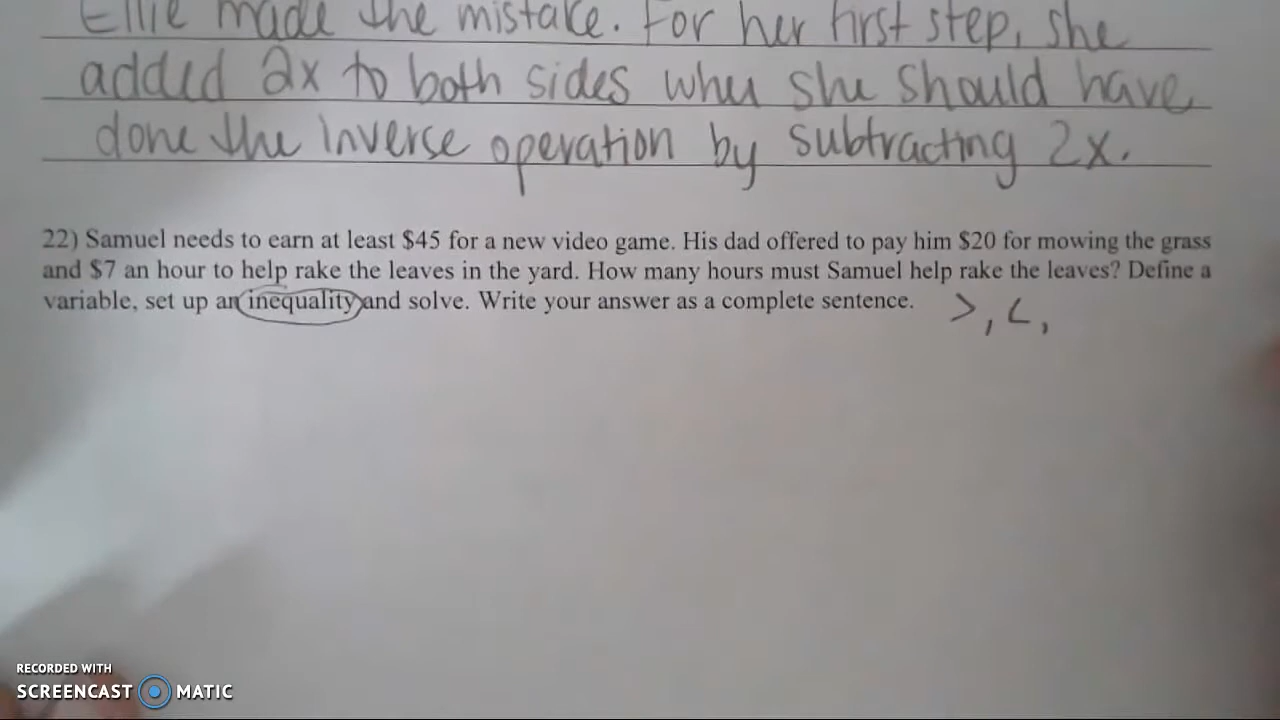 Ellie made the mistake. For her first step, she
added 2x to both sides when she should have
done the inverse operation by subtracting 2x.
22) Samuel needs to earn at least $45 for a new video game. His dad offered to pay him $20 for mowing the grass
and $7 an hour to help rake the leaves in the yard. How many hours must Samuel help rake the leaves? Define a
variable, set up an inequality and solve. Write your answer as a complete sentence. >, <,
RECORDED WITH
SCREENCAST MATIC